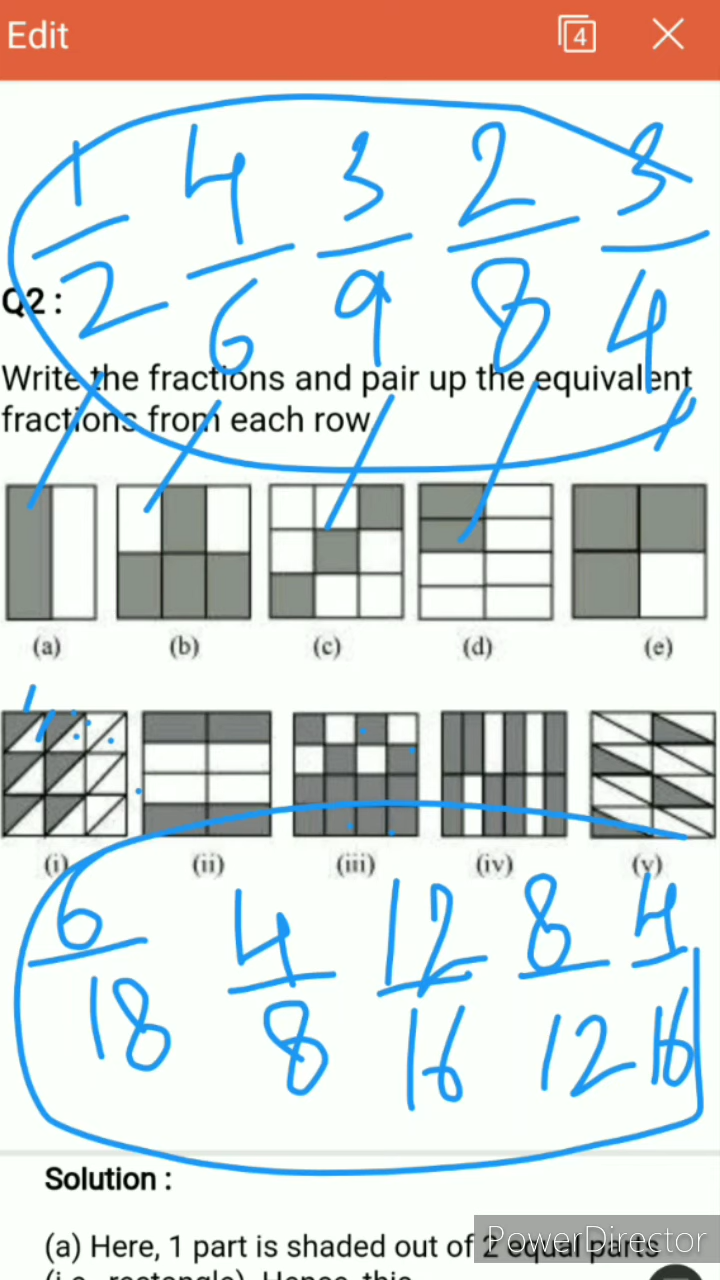 Edit 4
1/2 4/6 3/9 2/8 3/4
Q2 :
Write the fractions and pair up the equivalent
fractions from each row.
(a) (b) (c) (d) (e)
(i) (ii) (iii) (iv) (v)
6/18 4/8 12/16 8/12 4/16
Solution :
(a) Here, 1 part is shaded out of 2 equal parts
PowerDirector